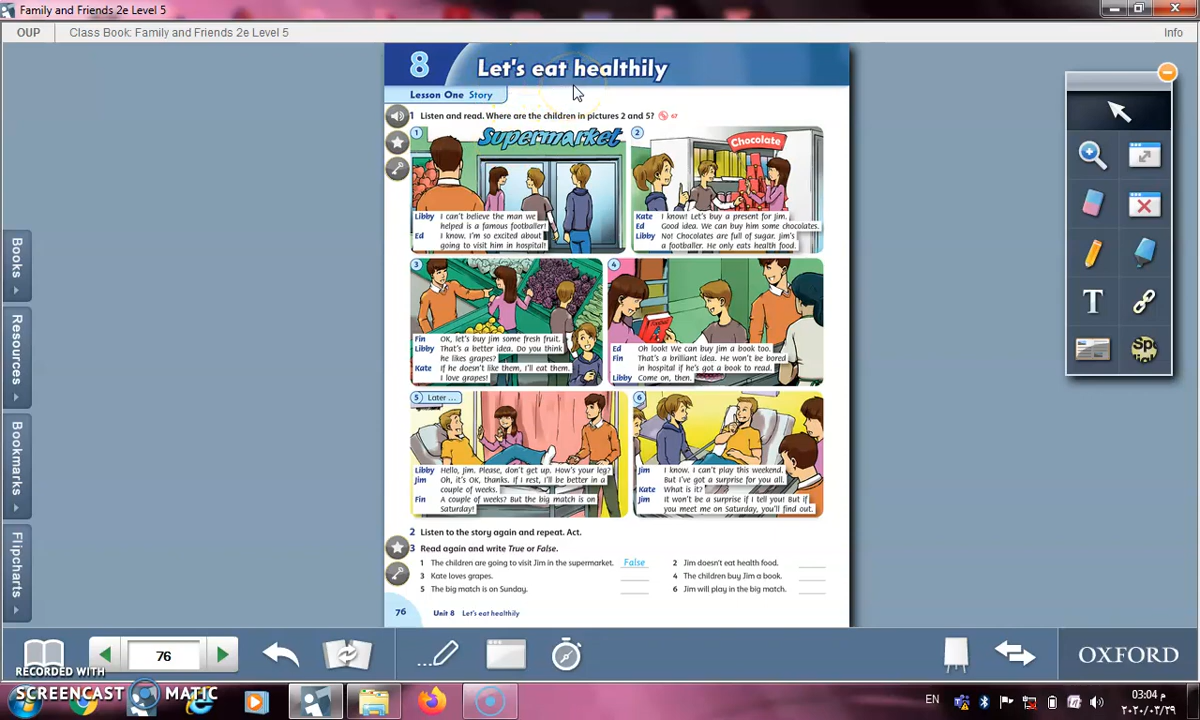 Family and Friends 2e Level 5
OUP
Class Book: Family and Friends 2e Level 5
Info
8
Let's eat healthily
Lesson One Story
1 Listen and read. Where are the children in pictures 2 and 5? 67
1
Supermarket
Libby I can't believe the man we
helped is a famous footballer!
Ed I know. I'm so excited about
going to visit him in hospital!
2
Chocolate
Kate I know! Let's buy a present for Jim.
Ed Good idea. We can buy him some chocolates.
Libby No! Chocolates are full of sugar. Jim's
a footballer. He only eats health food.
3
Fin OK, let's buy Jim some fresh fruit.
Libby That's a better idea. Do you think
he likes grapes?
Kate If he doesn't like them, I'll eat them.
I love grapes!
4
Football
Ed Oh look! We can buy Jim a book too.
Fin That's a brilliant idea. He won't be bored
in hospital if he's got a book to read.
Libby Come on, then.
5 Later ...
Libby Hello, Jim. Please, don't get up. How's your leg?
Jim Oh, it's OK, thanks. If I rest, I'll be better in a
couple of weeks.
Fin A couple of weeks? But the big match is on
Saturday!
6
Jim I know. I can't play this weekend.
But I've got a surprise for you all.
Kate What is it?
Jim It won't be a surprise if I tell you! But if
you meet me on Saturday, you'll find out.
2 Listen to the story again and repeat. Act.
3 Read again and write True or False.
1 The children are going to visit Jim in the supermarket. False
2 Jim doesn't eat health food.
3 Kate loves grapes.
4 The children buy Jim a book.
5 The big match is on Sunday.
6 Jim will play in the big match.
76 Unit 8 Let's eat healthily
Books
Resources
Bookmarks
Flipcharts
T
Spe
76
OXFORD
RECORDED WITH
SCREENCAST MATIC
EN
03:04 م
٢٠٢٠/٠٣/٢٩